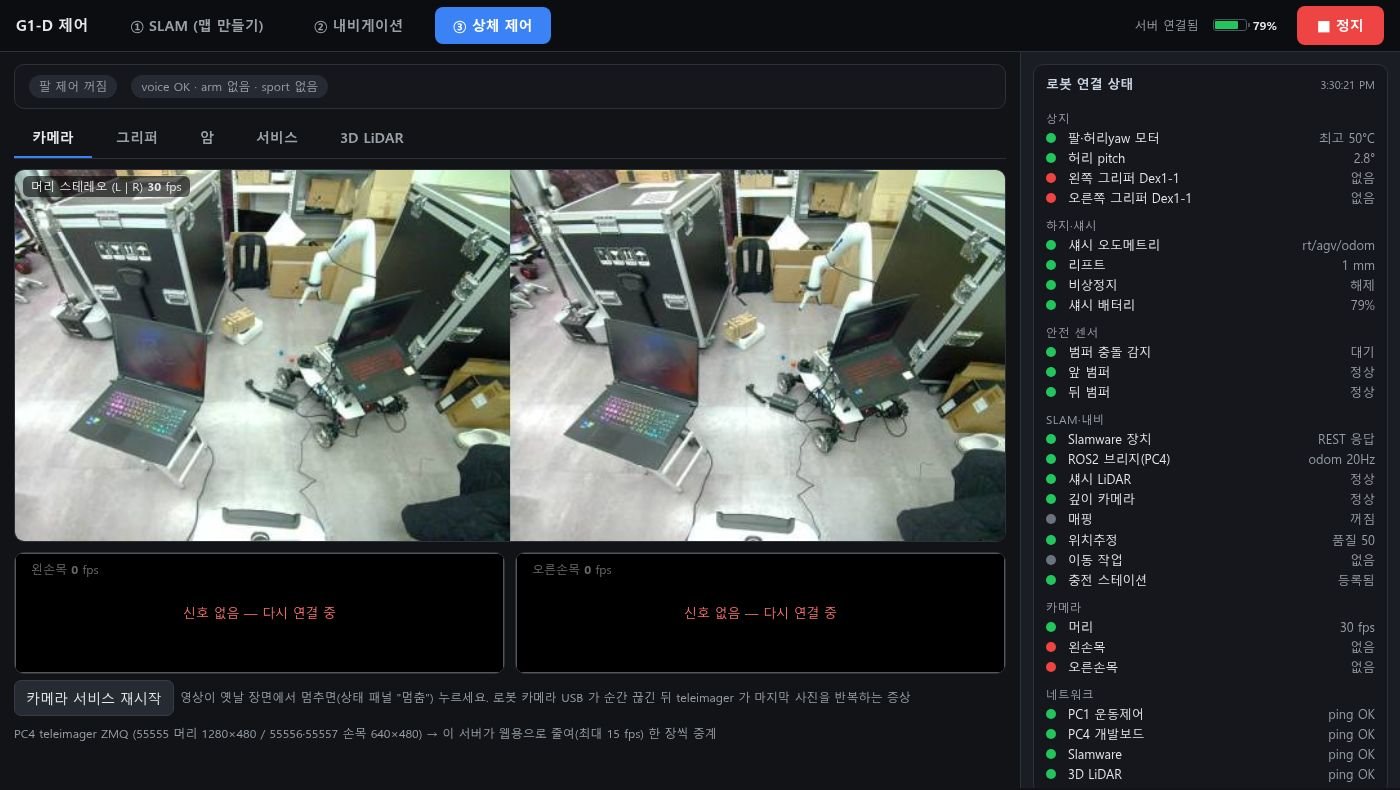 G1-D 제어
① SLAM (맵 만들기)
② 내비게이션
③ 상체 제어
서버 연결됨
79%
■ 정지
팔 제어 꺼짐
voice OK · arm 없음 · sport 없음
카메라
그리퍼
암
서비스
3D LiDAR
머리 스테레오 (L | R) 30 fps
왼손목 0 fps
신호 없음 — 다시 연결 중
오른손목 0 fps
신호 없음 — 다시 연결 중
카메라 서비스 재시작
영상이 옛날 장면에서 멈추면(상태 패널 "멈춤") 누르세요. 로봇 카메라 USB 가 순간 끊긴 뒤 teleimager 가 마지막 사진을 반복하는 증상
PC4 teleimager ZMQ (55555 머리 1280×480 / 55556·55557 손목 640×480) → 이 서버가 웹용으로 줄여(최대 15 fps) 한 장씩 중계
로봇 연결 상태 3:30:21 PM
상지
팔·허리yaw 모터 최고 50°C
허리 pitch 2.8°
왼쪽 그리퍼 Dex1-1 없음
오른쪽 그리퍼 Dex1-1 없음
하지·섀시
섀시 오도메트리 rt/agv/odom
리프트 1 mm
비상정지 해제
섀시 배터리 79%
안전 센서
범퍼 충돌 감지 대기
앞 범퍼 정상
뒤 범퍼 정상
SLAM·내비
Slamware 장치 REST 응답
ROS2 브리지(PC4) odom 20Hz
섀시 LiDAR 정상
깊이 카메라 정상
매핑 꺼짐
위치추정 품질 50
이동 작업 없음
충전 스테이션 등록됨
카메라
머리 30 fps
왼손목 없음
오른손목 없음
네트워크
PC1 운동제어 ping OK
PC4 개발보드 ping OK
Slamware ping OK
3D LiDAR ping OK